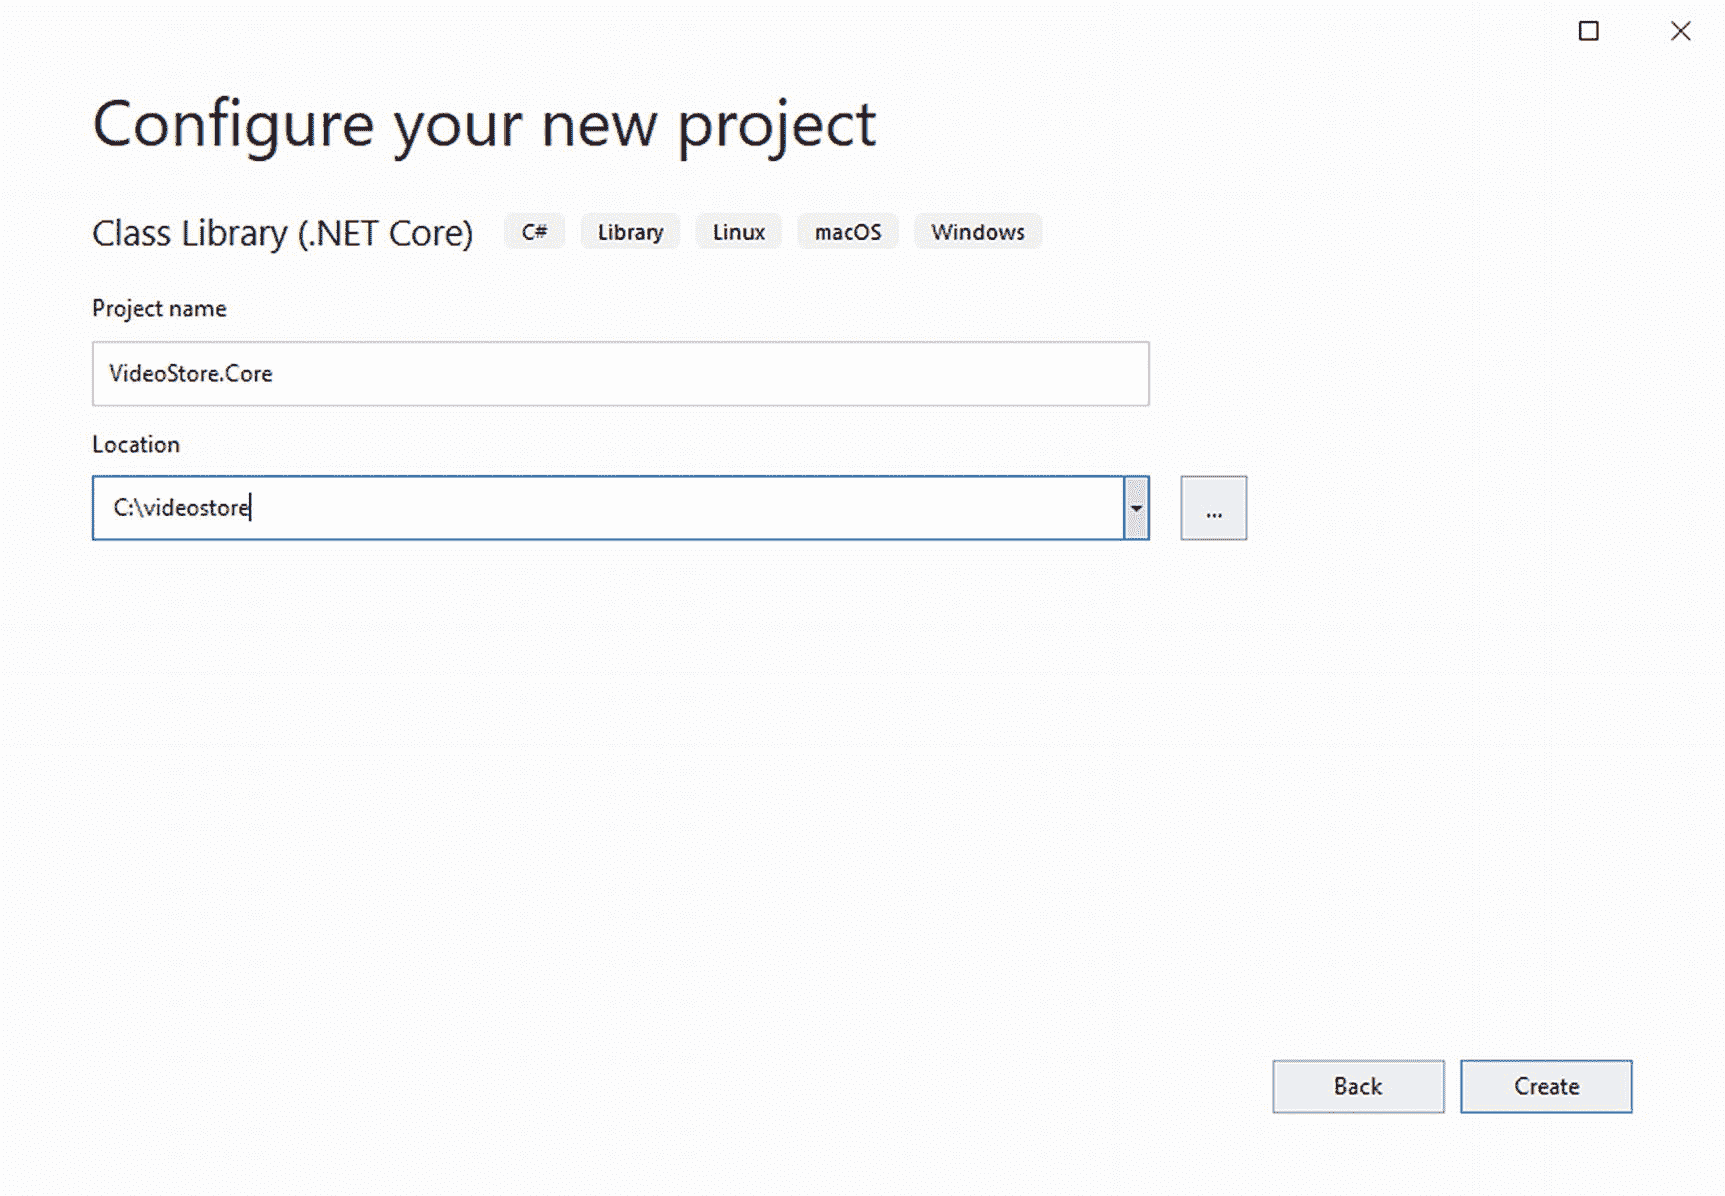 Configure your new project
Class Library (.NET Core) C# Library Linux macOS Windows
Project name
VideoStore.Core
Location
C:\videostore
...
Back Create